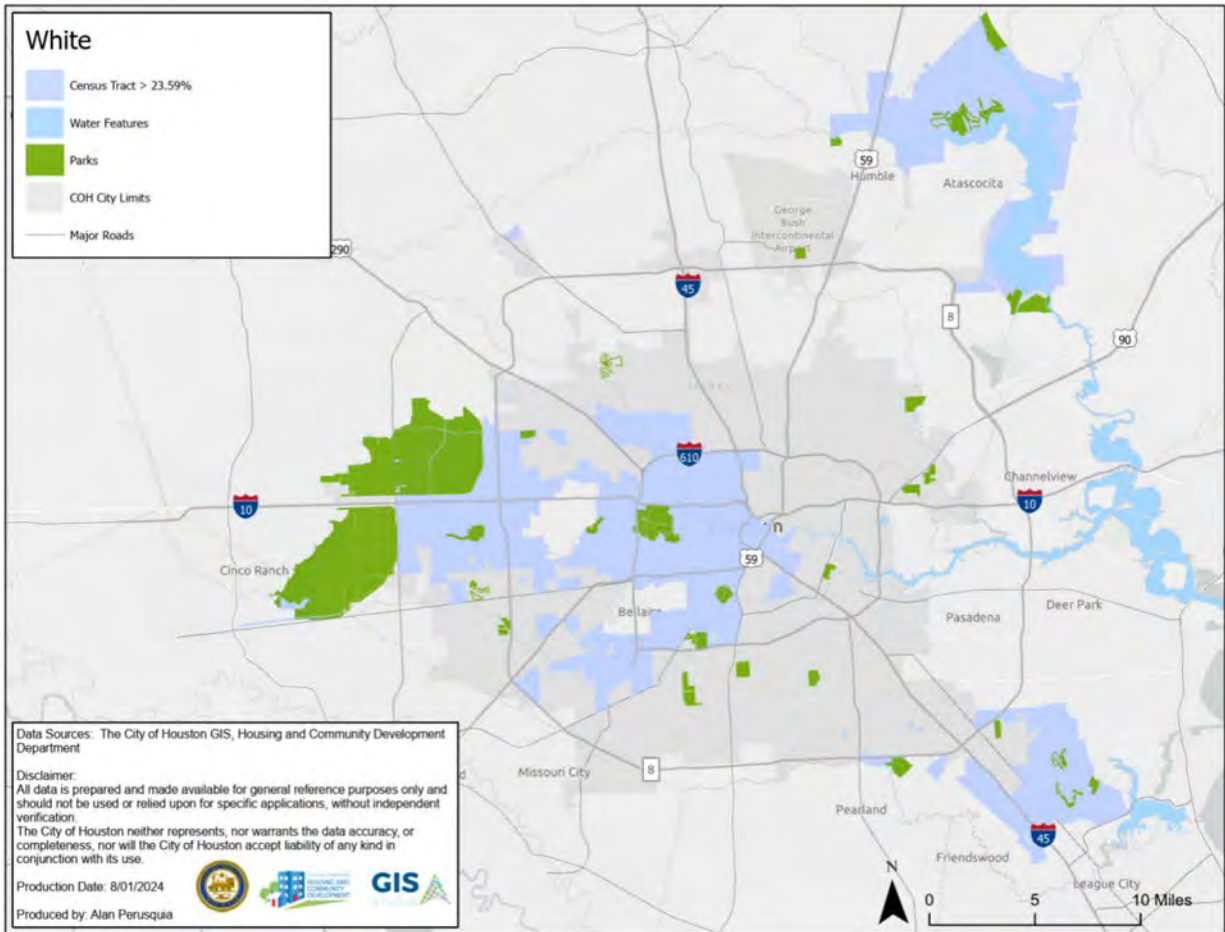 White
Census Tract > 23.59%
Water Features
Parks
COH City Limits
Major Roads
290
59
Humble
Atascocita
George
Bush
Intercontinental
Airport
45
8
90
610
Channelview
10
10
n
59
Cinco Ranch
Bellaire
Pasadena
Deer Park
Missouri City
8
Pearland
45
Friendswood
League City
Data Sources: The City of Houston GIS, Housing and Community Development
Department
Disclaimer:
All data is prepared and made available for general reference purposes only and
should not be used or relied upon for specific applications, without independent
verification.
The City of Houston neither represents, nor warrants the data accuracy, or
completeness, nor will the City of Houston accept liability of any kind in
conjunction with its use.
Production Date: 8/01/2024
HOUSING AND
COMMUNITY
DEVELOPMENT
GIS
Produced by: Alan Perusquia
N
0 5 10 Miles